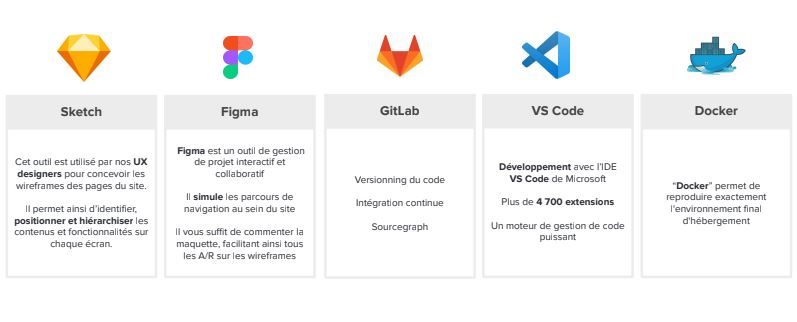 Sketch
Cet outil est utilisé par nos UX
designers pour concevoir les
wireframes des pages du site.
Il permet ainsi d'identifier,
positionner et hiérarchiser les
contenus et fonctionnalités sur
chaque écran.
Figma
Figma est un outil de gestion
de projet interactif et
collaboratif
Il simule les parcours de
navigation au sein du site
Il vous suffit de commenter la
maquette, facilitant ainsi tous
les A/R sur les wireframes
GitLab
Versionning du code
Intégration continue
Sourcegraph
VS Code
Développement avec l'IDE
VS Code de Microsoft
Plus de 4 700 extensions
Un moteur de gestion de code
puissant
Docker
"Docker" permet de
reproduire exactement
l'environnement final
d'hébergement